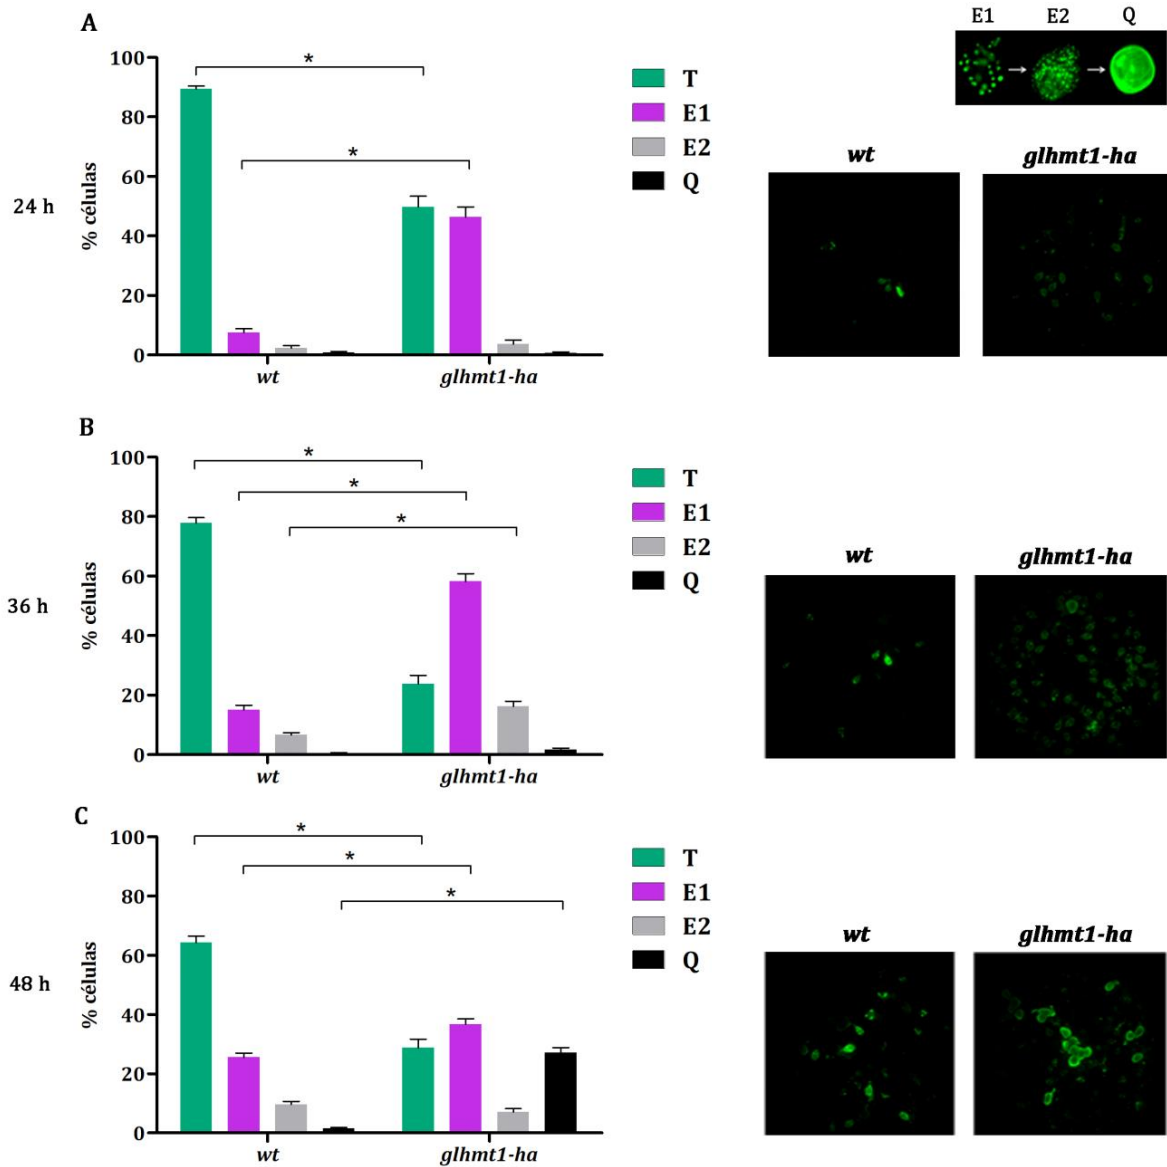 A
E1 E2 Q
24 h
% células
100
80
60
40
20
0
*
*
wt
glhmt1-ha
T
E1
E2
Q
wt
glhmt1-ha
B
36 h
% células
100
80
60
40
20
0
*
*
*
wt
glhmt1-ha
T
E1
E2
Q
wt
glhmt1-ha
C
48 h
% células
100
80
60
40
20
0
*
*
*
wt
glhmt1-ha
T
E1
E2
Q
wt
glhmt1-ha